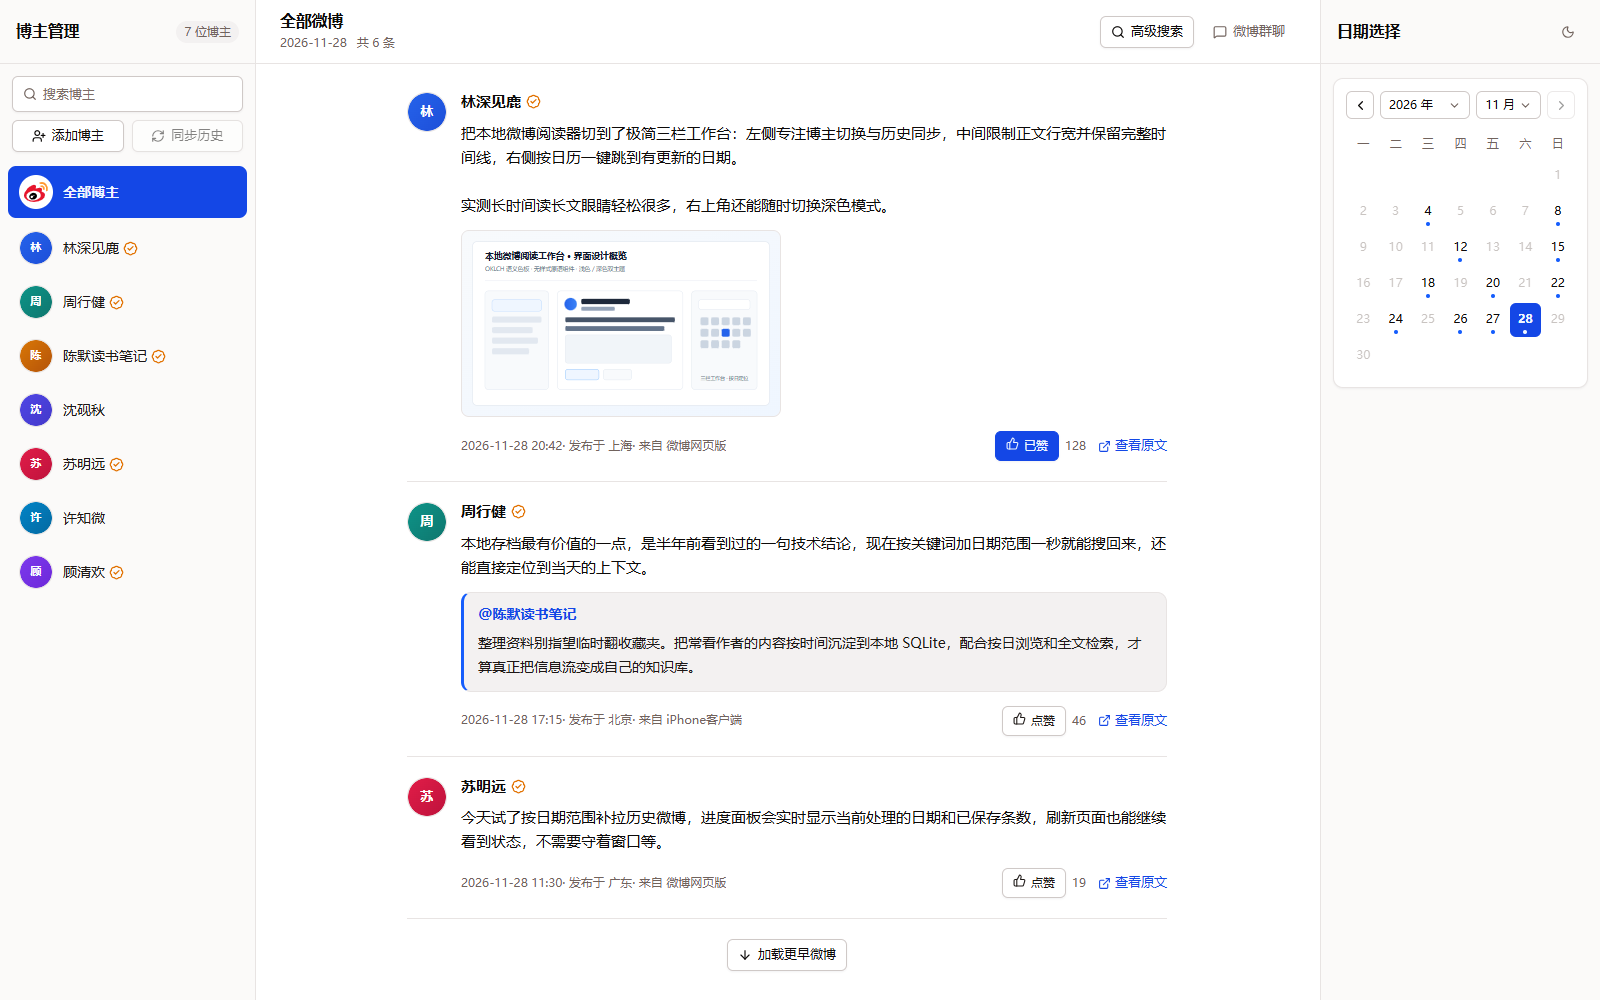 博主管理
7 位博主
搜索博主
添加博主
同步历史
全部博主
林 林深见鹿
周 周行健
陈 陈默读书笔记
沈 沈砚秋
苏 苏明远
许 许知微
顾 顾清欢
全部微博
2026-11-28 共 6 条
高级搜索
微博群聊
林 林深见鹿
把本地微博阅读器切到了极简三栏工作台：左侧专注博主切换与历史同步，中间限制正文行宽并保留完整时
间线，右侧按日历一键跳到有更新的日期。
实测长时间读长文眼睛轻松很多，右上角还能随时切换深色模式。
本地微博阅读工作台 • 界面设计概览
2026-11-28 20:42· 发布于 上海· 来自 微博网页版
已赞 128 查看原文
周 周行健
本地存档最有价值的一点，是半年前看到过的一句技术结论，现在按关键词加日期范围一秒就能搜回来，还
能直接定位到当天的上下文。
@陈默读书笔记
整理资料别指望临时翻收藏夹。把常看作者的内容按时间沉淀到本地 SQLite，配合按日浏览和全文检索，才
算真正把信息流变成自己的知识库。
2026-11-28 17:15· 发布于 北京· 来自 iPhone客户端
点赞 46 查看原文
苏 苏明远
今天试了按日期范围补拉历史微博，进度面板会实时显示当前处理的日期和已保存条数，刷新页面也能继续
看到状态，不需要守着窗口等。
2026-11-28 11:30· 发布于 广东· 来自 微博网页版
点赞 19 查看原文
加载更早微博
日期选择
2026 年 11 月
一 二 三 四 五 六 日
1
2 3 4 5 6 7 8
9 10 11 12 13 14 15
16 17 18 19 20 21 22
23 24 25 26 27 28 29
30